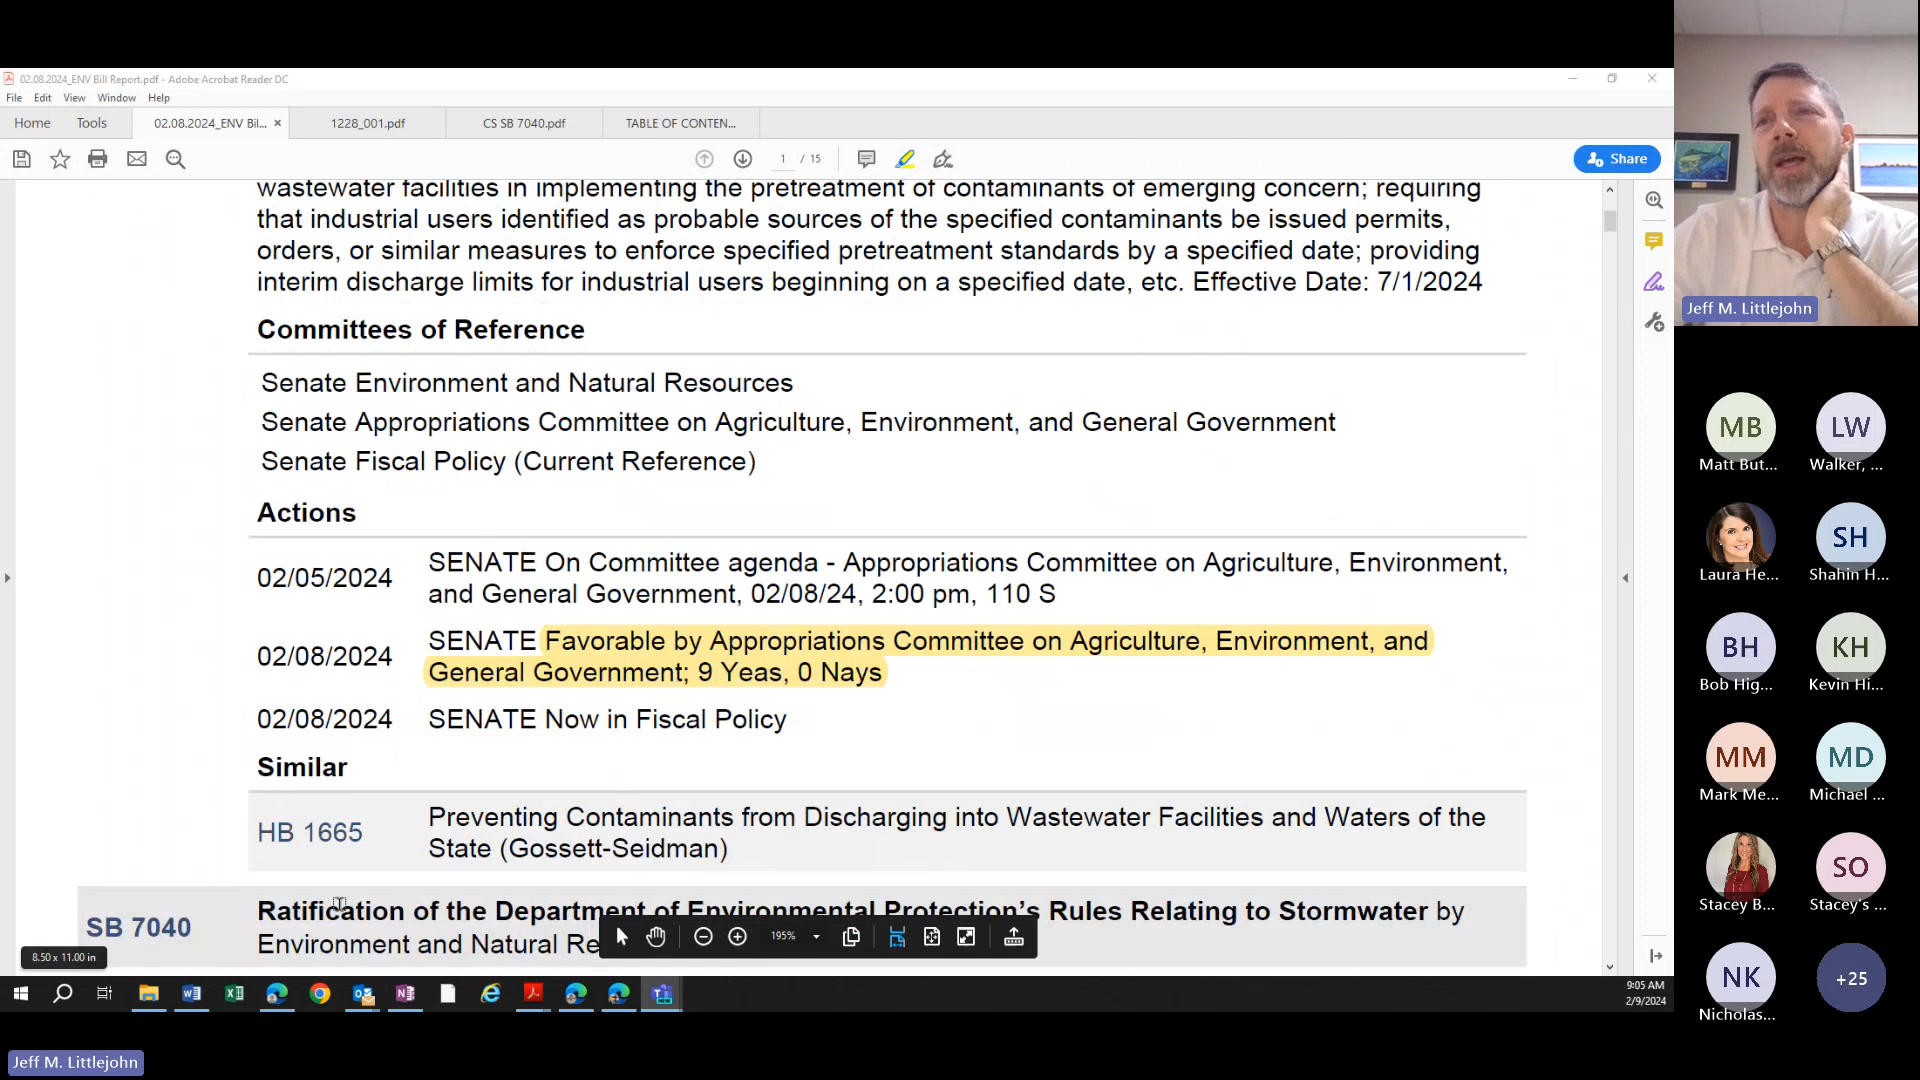 02.08.2024_ENV Bill Report.pdf - Adobe Acrobat Reader DC
File Edit View Window Help
Home Tools 02.08.2024_ENV Bil... × 1228_001.pdf CS SB 7040.pdf TABLE OF CONTEN...
1 / 15
Share
wastewater facilities in implementing the pretreatment of contaminants of emerging concern; requiring
that industrial users identified as probable sources of the specified contaminants be issued permits,
orders, or similar measures to enforce specified pretreatment standards by a specified date; providing
interim discharge limits for industrial users beginning on a specified date, etc. Effective Date: 7/1/2024
Committees of Reference
Senate Environment and Natural Resources
Senate Appropriations Committee on Agriculture, Environment, and General Government
Senate Fiscal Policy (Current Reference)
Actions
02/05/2024 SENATE On Committee agenda - Appropriations Committee on Agriculture, Environment,
and General Government, 02/08/24, 2:00 pm, 110 S
02/08/2024 SENATE Favorable by Appropriations Committee on Agriculture, Environment, and
General Government; 9 Yeas, 0 Nays
02/08/2024 SENATE Now in Fiscal Policy
Similar
HB 1665 Preventing Contaminants from Discharging into Wastewater Facilities and Waters of the
State (Gossett-Seidman)
SB 7040 Ratification of the Department of Environmental Protection's Rules Relating to Stormwater by
Environment and Natural Re
195%
8.50 x 11.00 in
9:05 AM
2/9/2024
Jeff M. Littlejohn
MB LW
Matt But... Walker, ...
SH
Laura He... Shahin H...
BH KH
Bob Hig... Kevin Hi...
MM MD
Mark Me... Michael ...
SO
Stacey B... Stacey's ...
NK +25
Nicholas...
Jeff M. Littlejohn